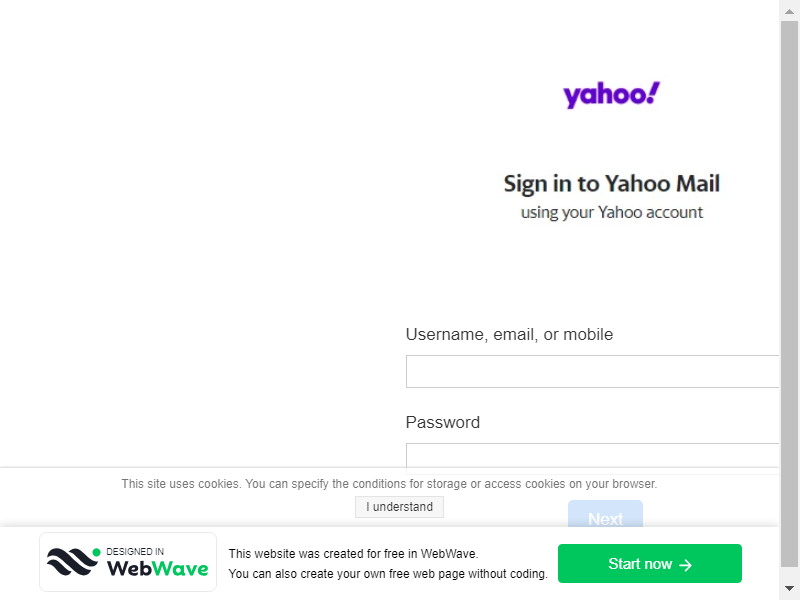 yahoo!
Sign in to Yahoo Mail
using your Yahoo account
Username, email, or mobile
Password
This site uses cookies. You can specify the conditions for storage or access cookies on your browser.
I understand
Next
DESIGNED IN
WebWave
This website was created for free in WebWave.
You can also create your own free web page without coding.
Start now →